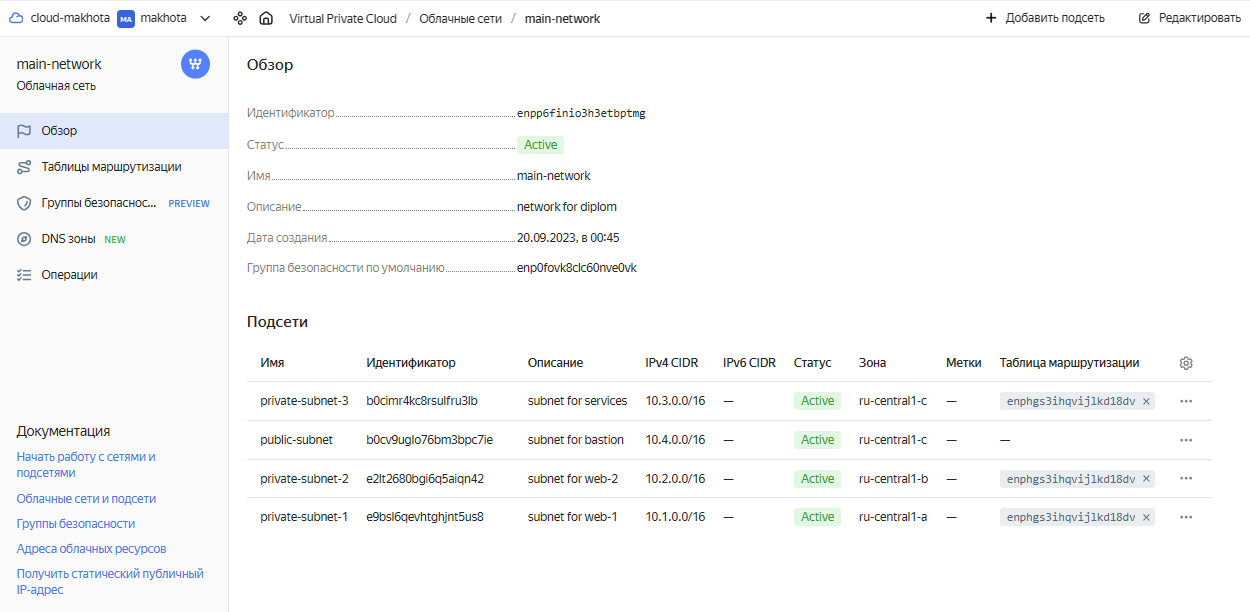 cloud-makhota MA makhota Virtual Private Cloud / Облачные сети / main-network Добавить подсеть Редактировать
main-network
Облачная сеть
Обзор
Таблицы маршрутизации
Группы безопаснос... PREVIEW
DNS зоны NEW
Операции
Документация
Начать работу с сетями и
подсетями
Облачные сети и подсети
Группы безопасности
Адреса облачных ресурсов
Получить статический публичный
IP-адрес
Обзор
Идентификатор enpp6finio3h3etbptmg
Статус Active
Имя main-network
Описание network for diplom
Дата создания 20.09.2023, в 00:45
Группа безопасности по умолчанию enp0fovk8clc60nve0vk
Подсети
Имя Идентификатор Описание IPv4 CIDR IPv6 CIDR Статус Зона Метки Таблица маршрутизации
private-subnet-3 b0cimr4kc8rsulfru3lb subnet for services 10.3.0.0/16 — Active ru-central1-c — enphgs3ihqvijlkd18dv ×
public-subnet b0cv9uglo76bm3bpc7ie subnet for bastion 10.4.0.0/16 — Active ru-central1-c — —
private-subnet-2 e2lt2680bgi6q5aiqn42 subnet for web-2 10.2.0.0/16 — Active ru-central1-b — enphgs3ihqvijlkd18dv ×
private-subnet-1 e9bsl6qevhtghjnt5us8 subnet for web-1 10.1.0.0/16 — Active ru-central1-a — enphgs3ihqvijlkd18dv ×